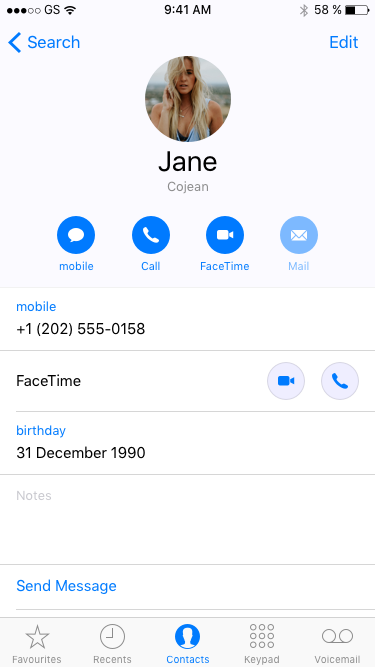 GS 9:41 AM 58 %
Search Edit
Jane
Cojean
mobile Call FaceTime Mail
mobile
+1 (202) 555-0158
FaceTime
birthday
31 December 1990
Notes
Send Message
Favourites Recents Contacts Keypad Voicemail